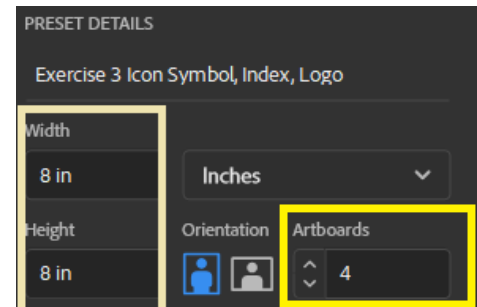 PRESET DETAILS
Exercise 3 Icon Symbol, Index, Logo
Width
8 in
Inches
Height
Orientation
Artboards
8 in
4